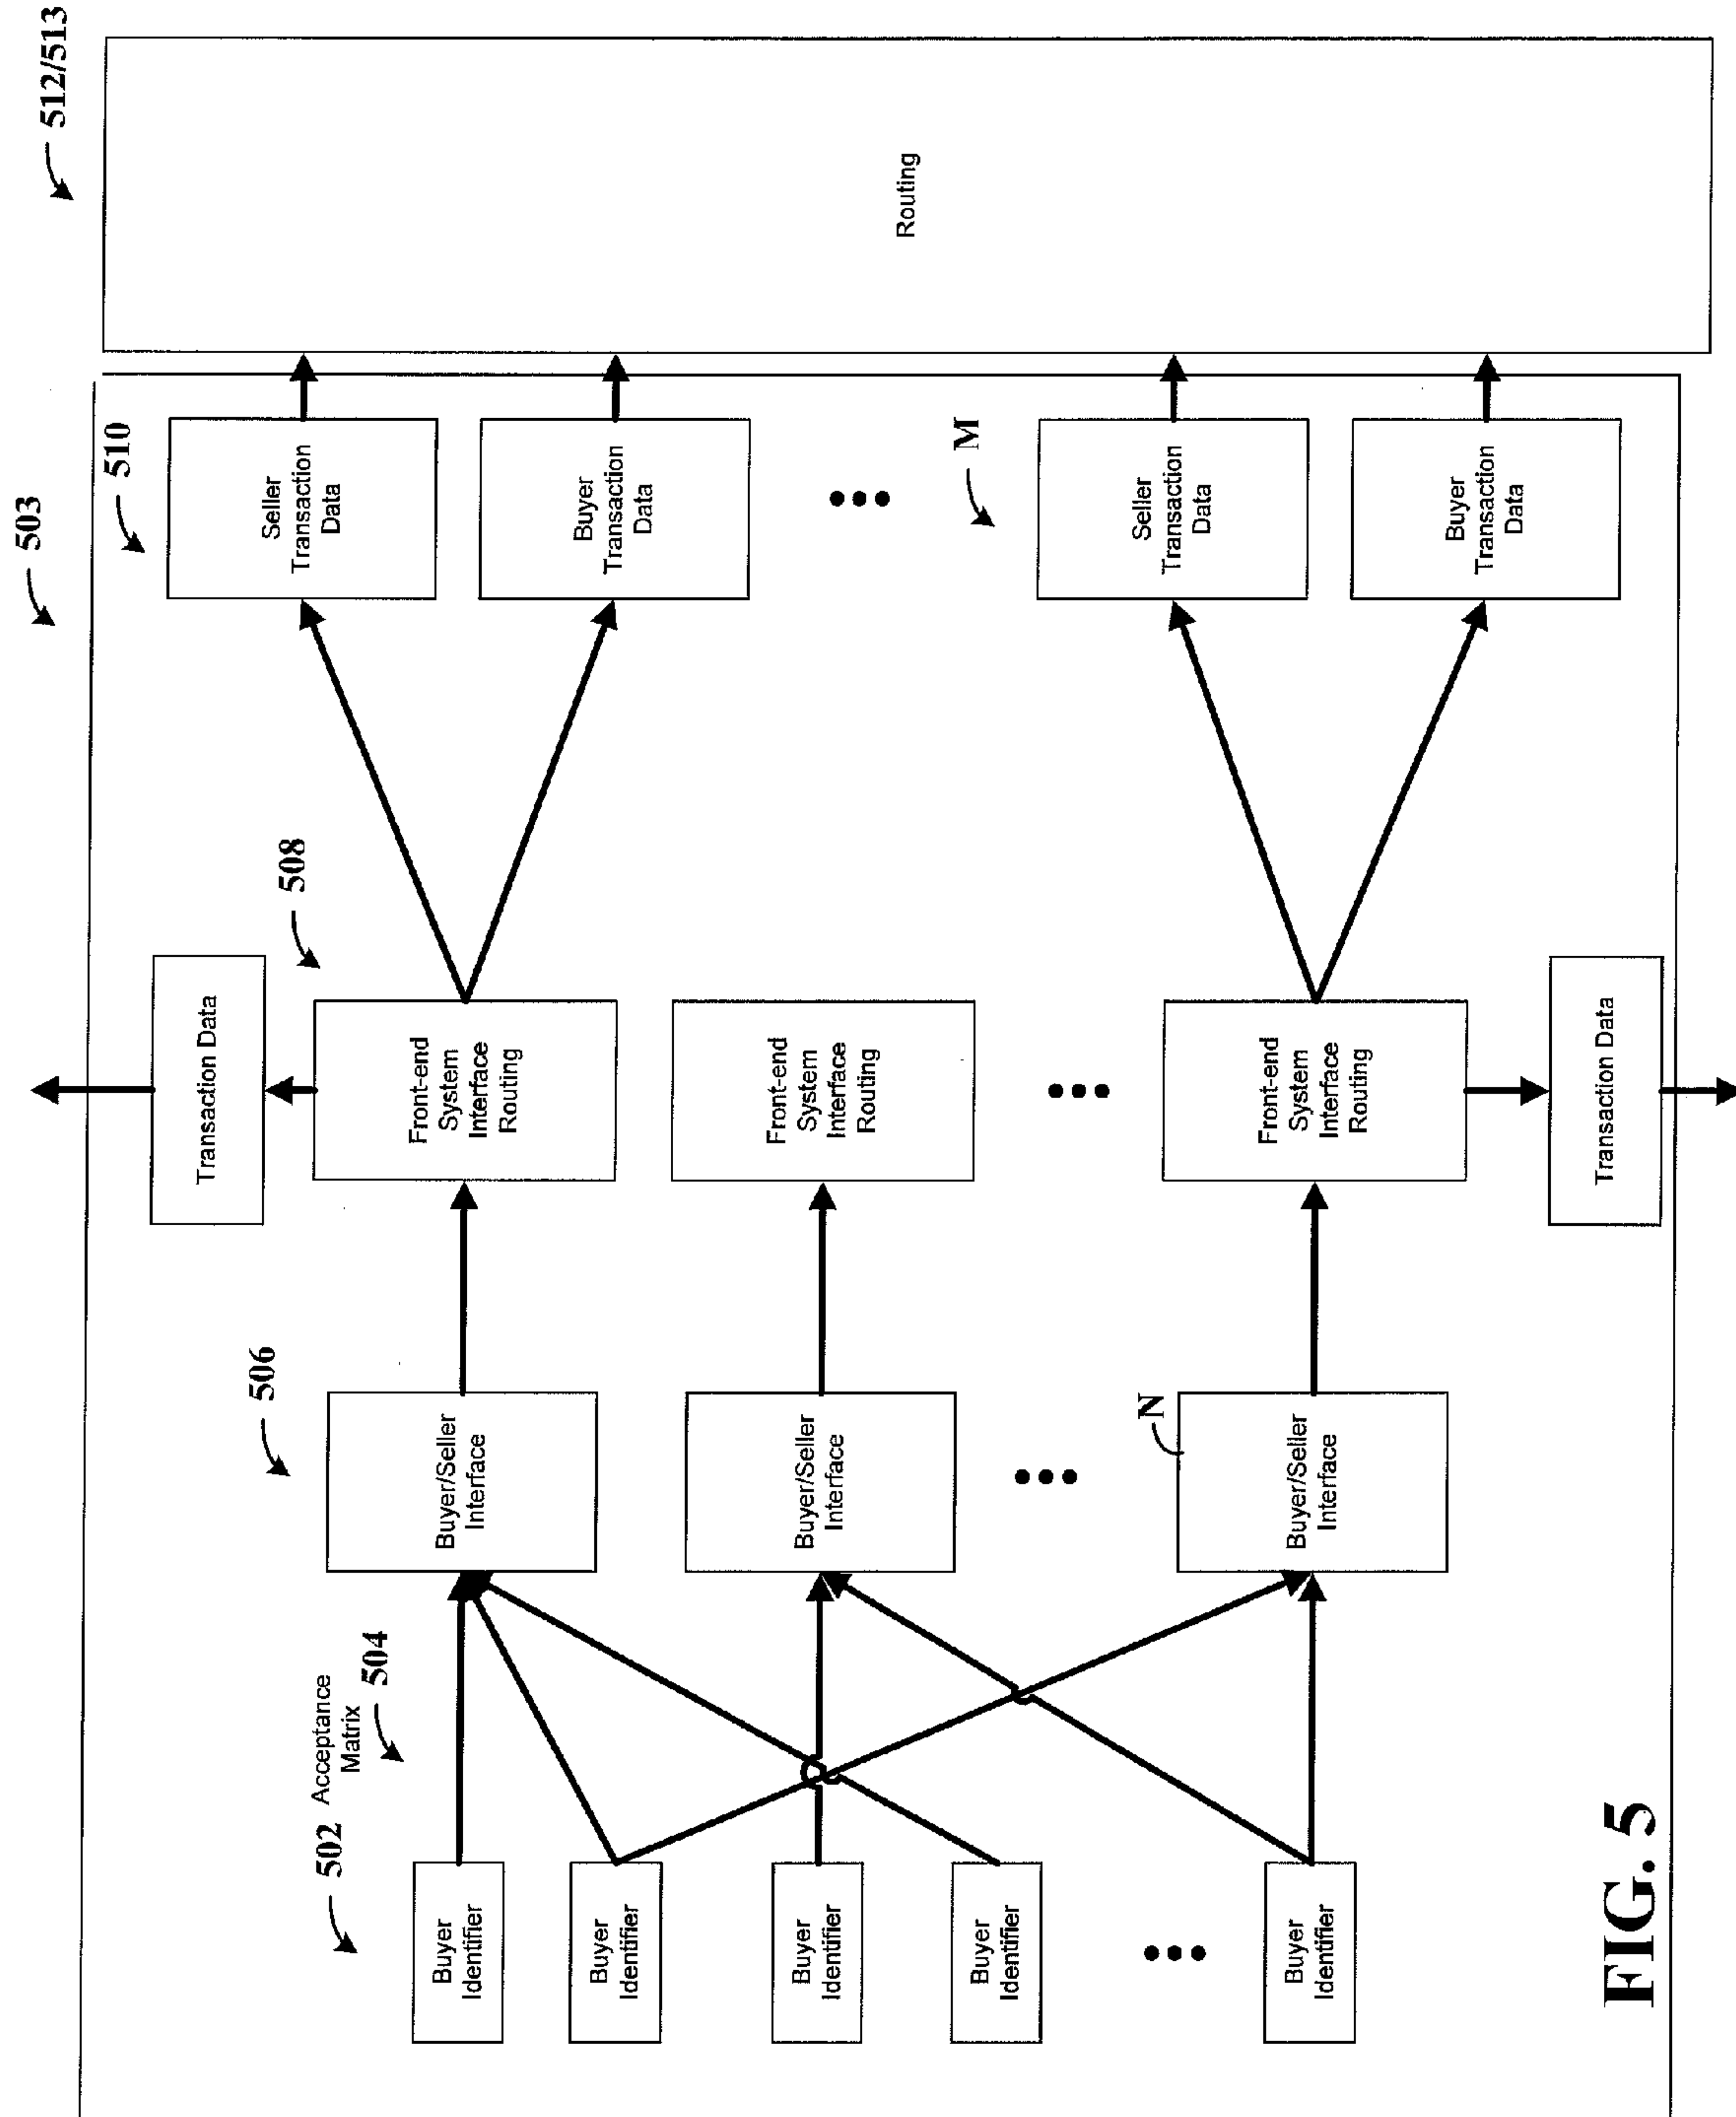 503
512/513
502
Acceptance
Matrix
504
506
508
510
Transaction Data
Buyer
Identifier
Buyer
Identifier
Buyer
Identifier
Buyer
Identifier
Buyer
Identifier
Buyer/Seller
Interface
Buyer/Seller
Interface
N
Buyer/Seller
Interface
Front-end
System
Interface
Routing
Front-end
System
Interface
Routing
Front-end
System
Interface
Routing
Transaction Data
Seller
Transaction
Data
Buyer
Transaction
Data
M
Seller
Transaction
Data
Buyer
Transaction
Data
Routing
FIG. 5